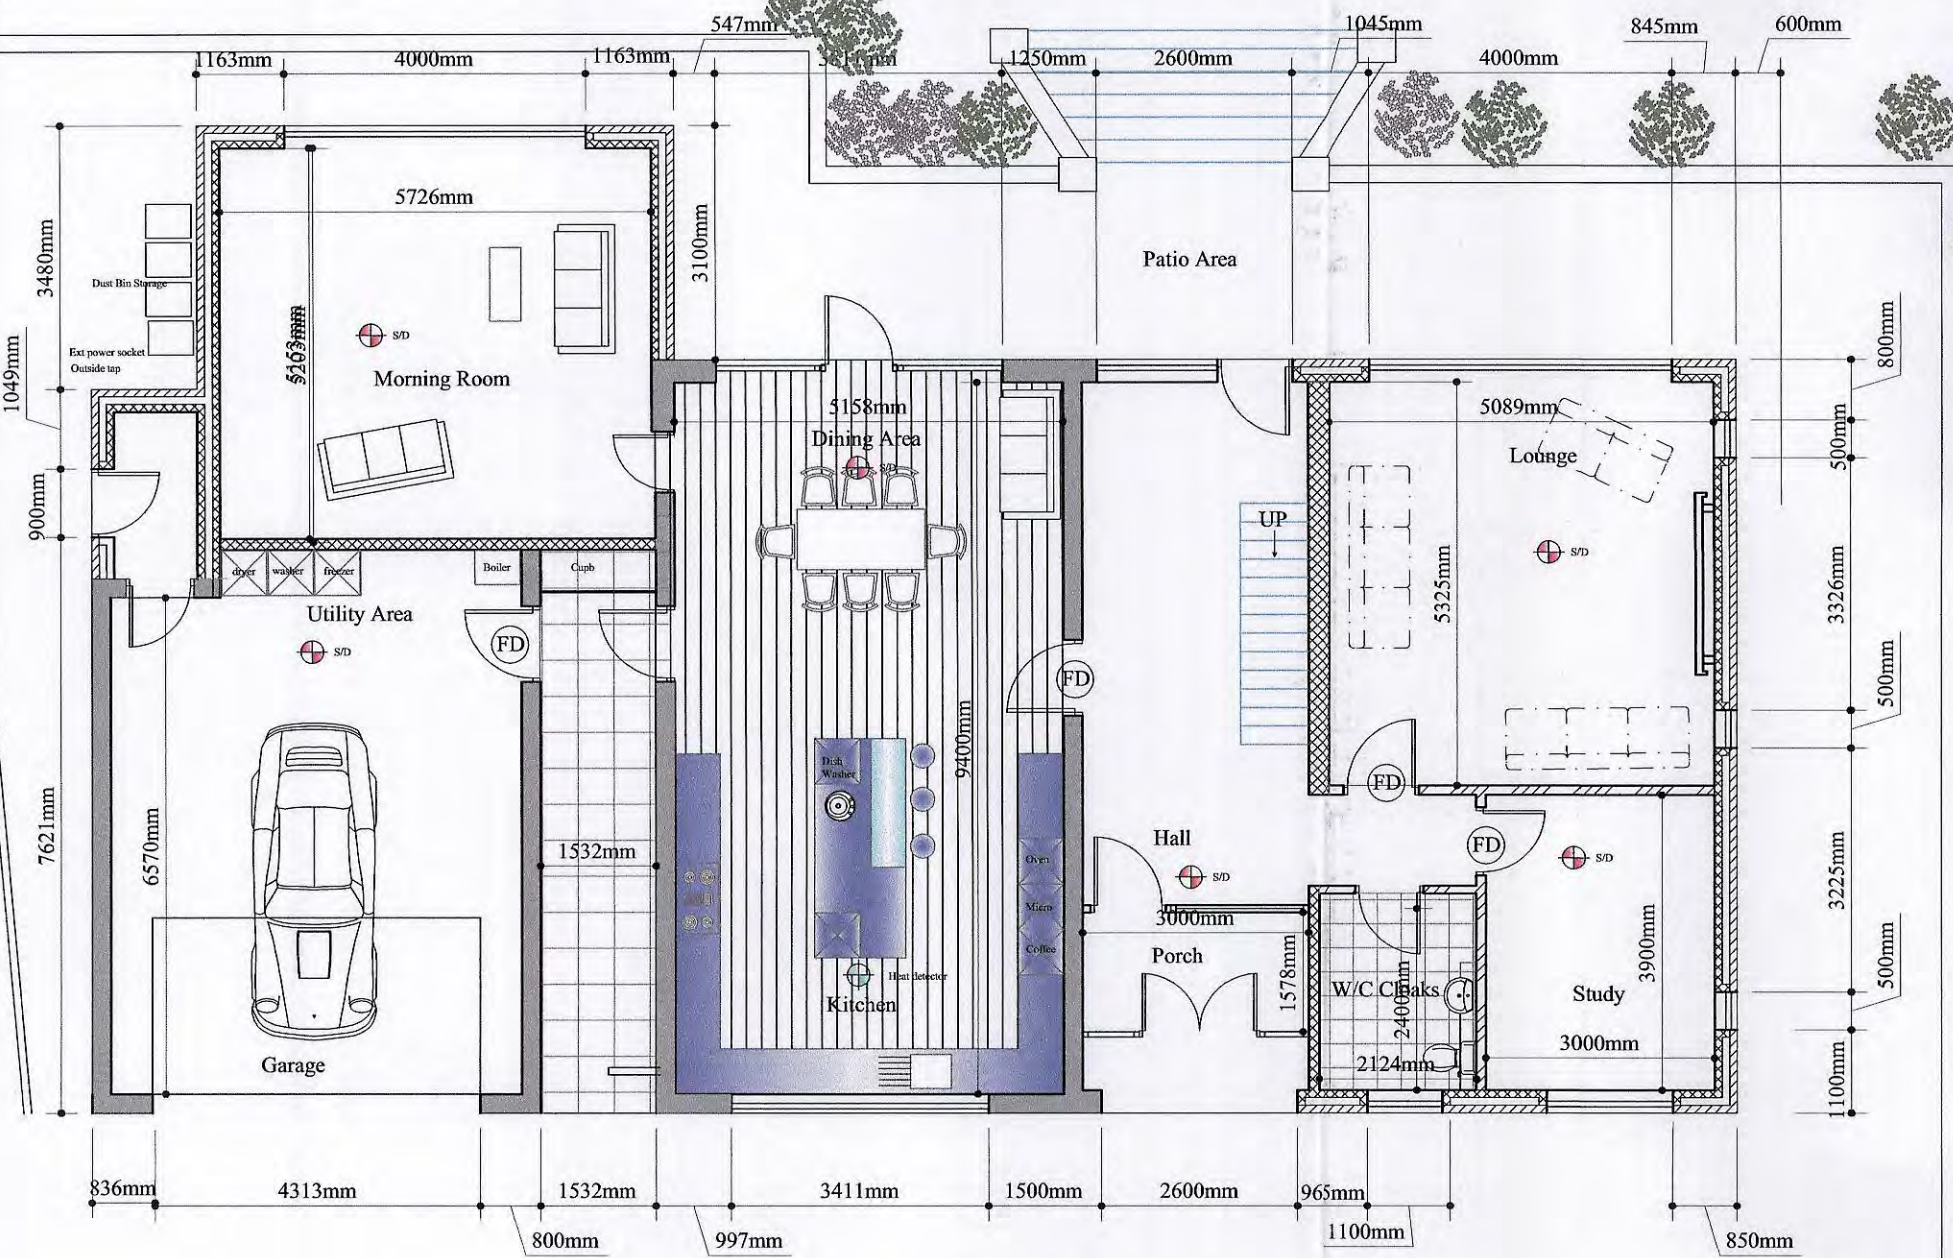 547mm
1045mm
845mm
600mm
1163mm
4000mm
1163mm
1250mm
2600mm
4000mm
5726mm
3480mm
3100mm
Patio Area
Dust Bin Storage
Ext power socket
Outside tap
S/D
Morning Room
1049mm
800mm
5158mm
Dining Area
S/D
5089mm
Lounge
500mm
900mm
UP
S/D
dryer
washer
freezer
Boiler
Cupb
Utility Area
S/D
FD
FD
5325mm
3326mm
500mm
9400mm
Dish
Washer
FD
7621mm
6570mm
1532mm
Hall
S/D
FD
S/D
Oven
Micro
Coffee
3000mm
Porch
1578mm
W/C Cloaks
2400mm
2124mm
3900mm
Study
3000mm
3225mm
500mm
1100mm
Heat detector
Kitchen
Garage
836mm
4313mm
1532mm
3411mm
1500mm
2600mm
965mm
800mm
997mm
1100mm
850mm